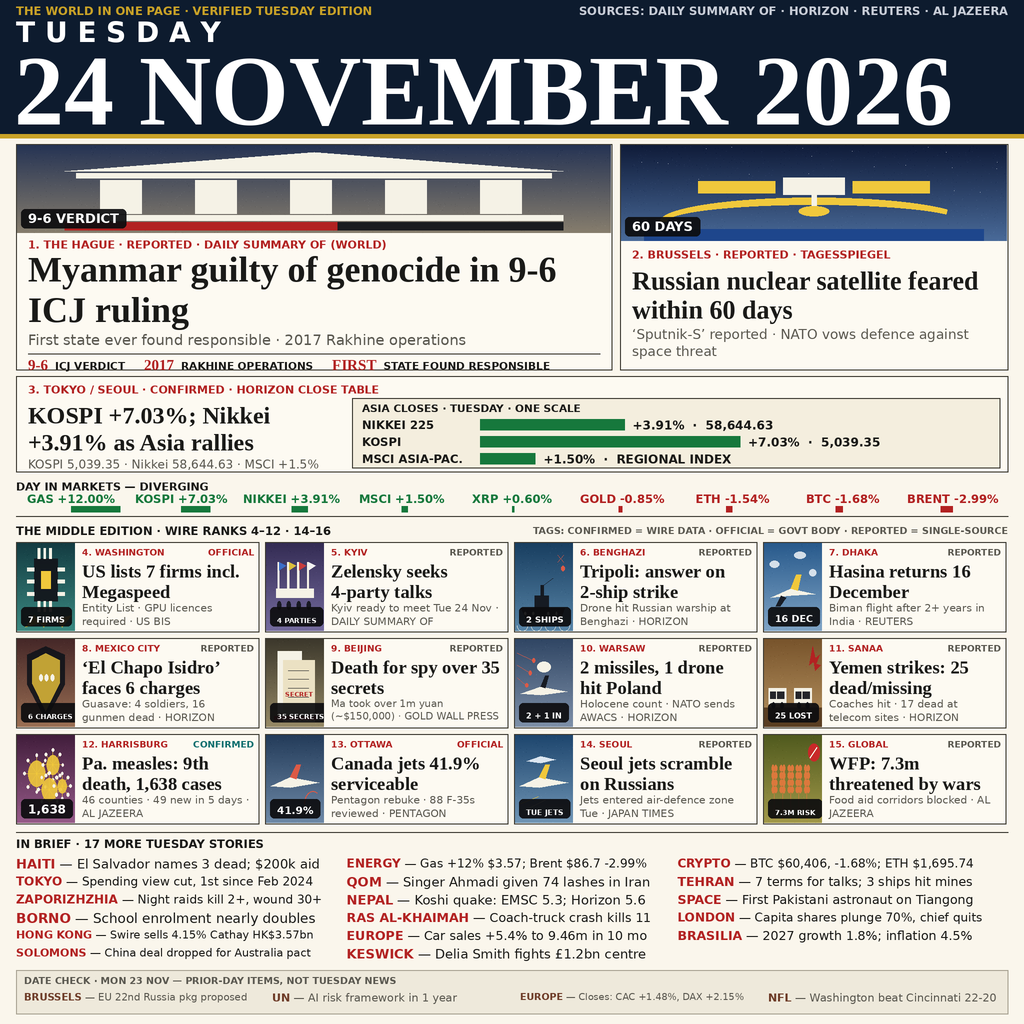 THE WORLD IN ONE PAGE · VERIFIED TUESDAY EDITION
SOURCES: DAILY SUMMARY OF · HORIZON · REUTERS · AL JAZEERA
TUESDAY
24 NOVEMBER 2026
9-6 VERDICT
1. THE HAGUE · REPORTED · DAILY SUMMARY OF (WORLD)
Myanmar guilty of genocide in 9-6
ICJ ruling
First state ever found responsible · 2017 Rakhine operations
9-6 ICJ VERDICT 2017 RAKHINE OPERATIONS FIRST STATE FOUND RESPONSIBLE
60 DAYS
2. BRUSSELS · REPORTED · TAGESSPIEGEL
Russian nuclear satellite feared
within 60 days
‘Sputnik-S’ reported · NATO vows defence against
space threat
3. TOKYO / SEOUL · CONFIRMED · HORIZON CLOSE TABLE
KOSPI +7.03%; Nikkei
+3.91% as Asia rallies
KOSPI 5,039.35 · Nikkei 58,644.63 · MSCI +1.5%
ASIA CLOSES · TUESDAY · ONE SCALE
NIKKEI 225 +3.91% · 58,644.63
KOSPI +7.03% · 5,039.35
MSCI ASIA-PAC. +1.50% · REGIONAL INDEX
DAY IN MARKETS — DIVERGING
GAS +12.00% KOSPI +7.03% NIKKEI +3.91% MSCI +1.50% XRP +0.60% GOLD -0.85% ETH -1.54% BTC -1.68% BRENT -2.99%
THE MIDDLE EDITION · WIRE RANKS 4–12 · 14–16
TAGS: CONFIRMED = WIRE DATA · OFFICIAL = GOVT BODY · REPORTED = SINGLE-SOURCE
7 FIRMS
4. WASHINGTON OFFICIAL
US lists 7 firms incl.
Megaspeed
Entity List · GPU licences
required · US BIS
4 PARTIES
5. KYIV REPORTED
Zelensky seeks
4-party talks
Kyiv ready to meet Tue 24 Nov ·
DAILY SUMMARY OF
2 SHIPS
6. BENGHAZI REPORTED
Tripoli: answer on
2-ship strike
Drone hit Russian warship at
Benghazi · HORIZON
16 DEC
7. DHAKA REPORTED
Hasina returns 16
December
Biman flight after 2+ years in
India · REUTERS
6 CHARGES
8. MEXICO CITY REPORTED
‘El Chapo Isidro’
faces 6 charges
Guasave: 4 soldiers, 16
gunmen dead · HORIZON
SECRET
35 SECRETS
9. BEIJING REPORTED
Death for spy over 35
secrets
Ma took over 1m yuan
(~$150,000) · GOLD WALL PRESS
2 + 1 IN
10. WARSAW REPORTED
2 missiles, 1 drone
hit Poland
Holocene count · NATO sends
AWACS · HORIZON
25 LOST
11. SANAA REPORTED
Yemen strikes: 25
dead/missing
Coaches hit · 17 dead at
telecom sites · HORIZON
1,638
12. HARRISBURG CONFIRMED
Pa. measles: 9th
death, 1,638 cases
46 counties · 49 new in 5 days ·
AL JAZEERA
41.9%
13. OTTAWA OFFICIAL
Canada jets 41.9%
serviceable
Pentagon rebuke · 88 F-35s
reviewed · PENTAGON
TUE JETS
14. SEOUL REPORTED
Seoul jets scramble
on Russians
Jets entered air-defence zone
Tue · JAPAN TIMES
7.3M RISK
15. GLOBAL REPORTED
WFP: 7.3m
threatened by wars
Food aid corridors blocked · AL
JAZEERA
IN BRIEF · 17 MORE TUESDAY STORIES
HAITI — El Salvador names 3 dead; $200k aid
TOKYO — Spending view cut, 1st since Feb 2024
ZAPORIZHZHIA — Night raids kill 2+, wound 30+
BORNO — School enrolment nearly doubles
HONG KONG — Swire sells 4.15% Cathay HK$3.57bn
SOLOMONS — China deal dropped for Australia pact
ENERGY — Gas +12% $3.57; Brent $86.7 -2.99%
QOM — Singer Ahmadi given 74 lashes in Iran
NEPAL — Koshi quake: EMSC 5.3; Horizon 5.6
RAS AL-KHAIMAH — Coach-truck crash kills 11
EUROPE — Car sales +5.4% to 9.46m in 10 mo
KESWICK — Delia Smith fights £1.2bn centre
CRYPTO — BTC $60,406, -1.68%; ETH $1,695.74
TEHRAN — 7 terms for talks; 3 ships hit mines
SPACE — First Pakistani astronaut on Tiangong
LONDON — Capita shares plunge 70%, chief quits
BRASILIA — 2027 growth 1.8%; inflation 4.5%
DATE CHECK · MON 23 NOV — PRIOR-DAY ITEMS, NOT TUESDAY NEWS
BRUSSELS — EU 22nd Russia pkg proposed UN — AI risk framework in 1 year EUROPE — Closes: CAC +1.48%, DAX +2.15% NFL — Washington beat Cincinnati 22-20